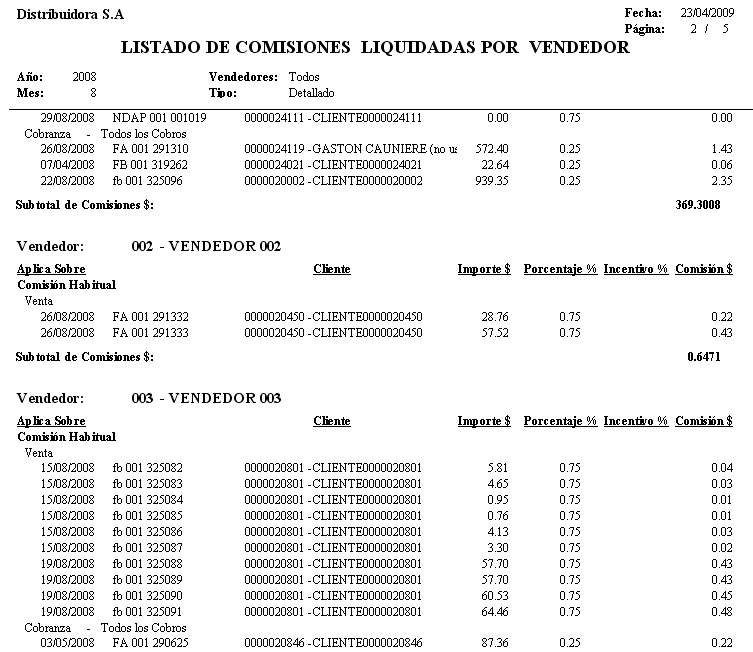 Distribuidora S.A Fecha: 23/04/2009
Página: 2 / 5
LISTADO DE COMISIONES LIQUIDADAS POR VENDEDOR
Año: 2008 Vendedores: Todos
Mes: 8 Tipo: Detallado
29/08/2008 NDAP 001 001019 0000024111 - CLIENTE0000024111 0.00 0.75 0.00
Cobranza - Todos los Cobros
26/08/2008 FA 001 291310 0000024119 - GASTON CAUNIERE (no us 572.40 0.25 1.43
07/04/2008 FB 001 319262 0000024021 - CLIENTE0000024021 22.64 0.25 0.06
22/08/2008 fb 001 325096 0000020002 - CLIENTE0000020002 939.35 0.25 2.35
Subtotal de Comisiones $: 369.3008
Vendedor: 002 - VENDEDOR 002
Aplica Sobre Cliente Importe $ Porcentaje % Incentivo % Comisión $
Comisión Habitual
Venta
26/08/2008 FA 001 291332 0000020450 - CLIENTE0000020450 28.76 0.75 0.22
26/08/2008 FA 001 291333 0000020450 - CLIENTE0000020450 57.52 0.75 0.43
Subtotal de Comisiones $: 0.6471
Vendedor: 003 - VENDEDOR 003
Aplica Sobre Cliente Importe $ Porcentaje % Incentivo % Comisión $
Comisión Habitual
Venta
15/08/2008 fb 001 325082 0000020801 - CLIENTE0000020801 5.81 0.75 0.04
15/08/2008 fb 001 325083 0000020801 - CLIENTE0000020801 4.65 0.75 0.03
15/08/2008 fb 001 325084 0000020801 - CLIENTE0000020801 0.95 0.75 0.01
15/08/2008 fb 001 325085 0000020801 - CLIENTE0000020801 0.76 0.75 0.01
15/08/2008 fb 001 325086 0000020801 - CLIENTE0000020801 4.13 0.75 0.03
15/08/2008 fb 001 325087 0000020801 - CLIENTE0000020801 3.30 0.75 0.02
19/08/2008 fb 001 325088 0000020801 - CLIENTE0000020801 57.70 0.75 0.43
19/08/2008 fb 001 325089 0000020801 - CLIENTE0000020801 57.70 0.75 0.43
19/08/2008 fb 001 325090 0000020801 - CLIENTE0000020801 60.53 0.75 0.45
19/08/2008 fb 001 325091 0000020801 - CLIENTE0000020801 64.46 0.75 0.48
Cobranza - Todos los Cobros
03/05/2008 FA 001 290625 0000020846 - CLIENTE0000020846 87.36 0.25 0.22